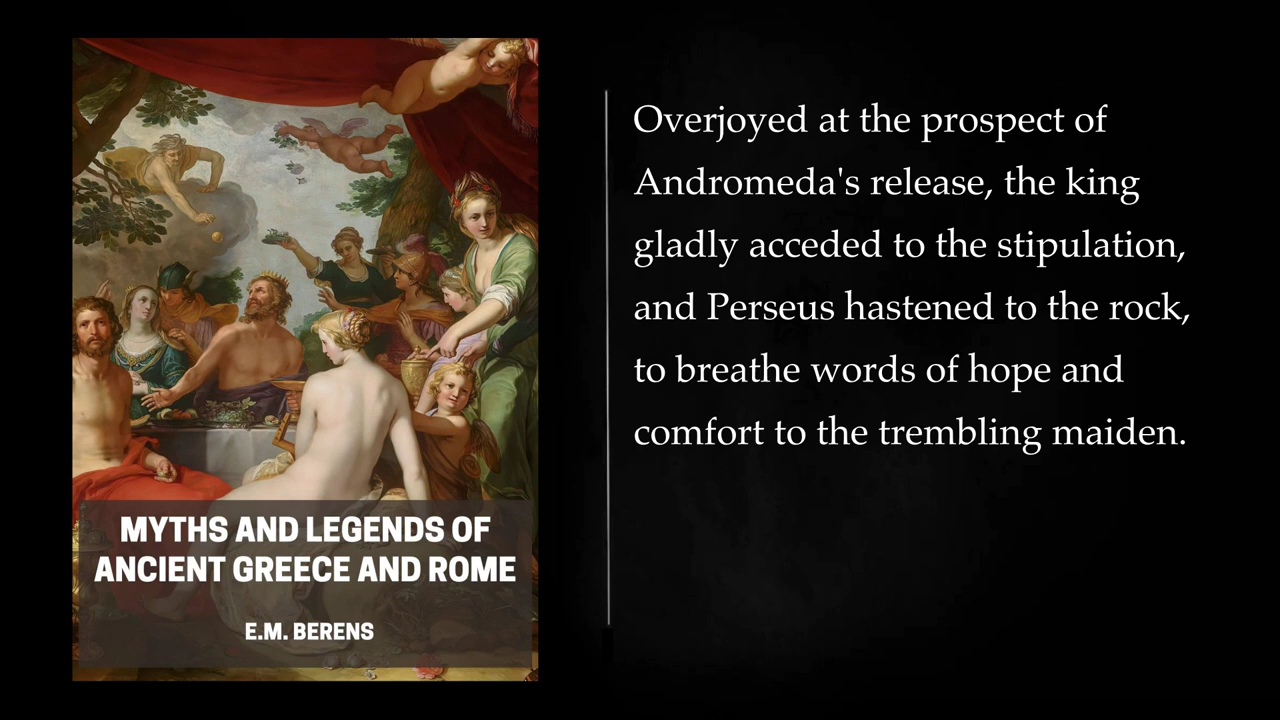 MYTHS AND LEGENDS OF
ANCIENT GREECE AND ROME
E.M. BERENS
Overjoyed at the prospect of
Andromeda's release, the king
gladly acceded to the stipulation,
and Perseus hastened to the rock,
to breathe words of hope and
comfort to the trembling maiden.